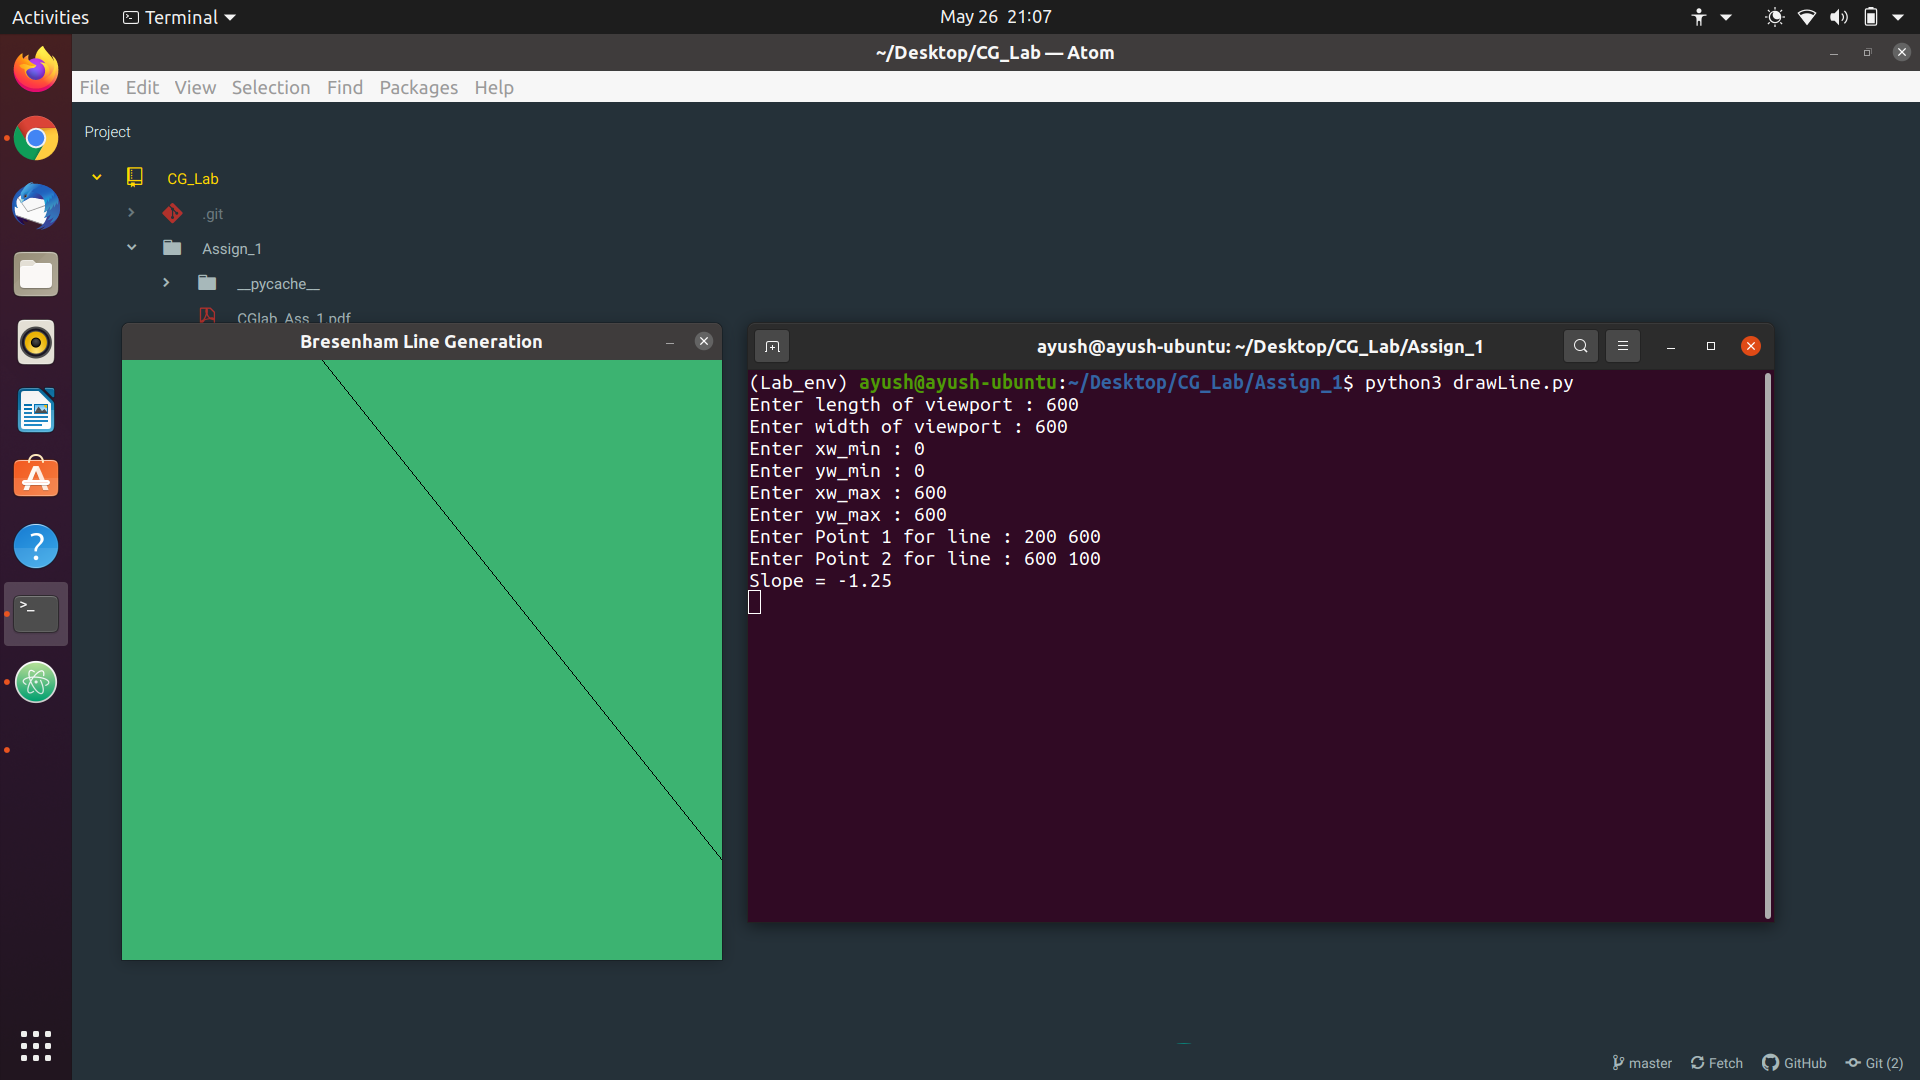 Activities
Terminal
May 26 21:07
~/Desktop/CG_Lab — Atom
File Edit View Selection Find Packages Help
Project
CG_Lab
.git
Assign_1
__pycache__
CGlab_Ass_1.pdf
Bresenham Line Generation
ayush@ayush-ubuntu: ~/Desktop/CG_Lab/Assign_1
(Lab_env) ayush@ayush-ubuntu:~/Desktop/CG_Lab/Assign_1$ python3 drawLine.py
Enter length of viewport : 600
Enter width of viewport : 600
Enter xw_min : 0
Enter yw_min : 0
Enter xw_max : 600
Enter yw_max : 600
Enter Point 1 for line : 200 600
Enter Point 2 for line : 600 100
Slope = -1.25
master Fetch GitHub Git (2)